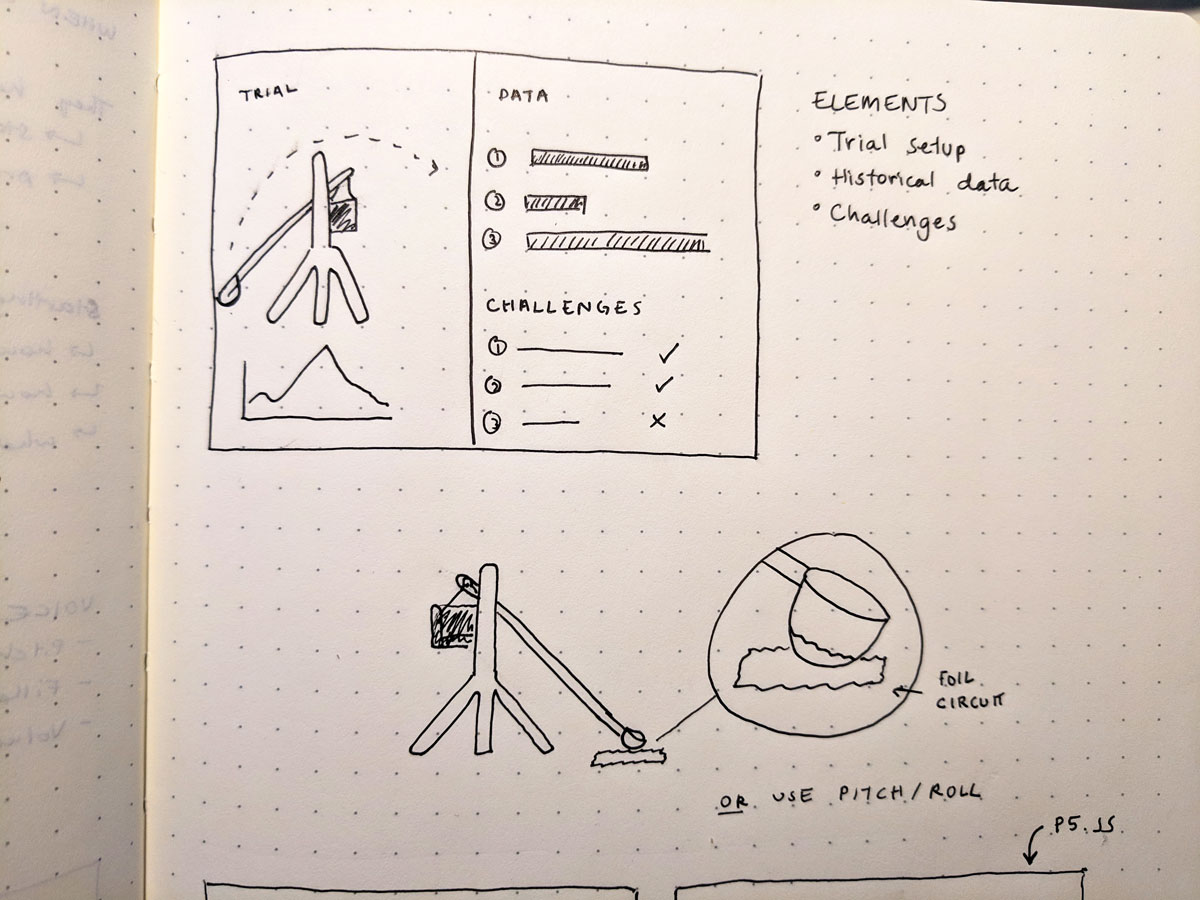 TRIAL
DATA
①
②
③
CHALLENGES
①
②
③
ELEMENTS
• Trial setup
• Historical data
• Challenges
FOIL
CIRCUIT
OR USE PITCH/ROLL
P5.JS